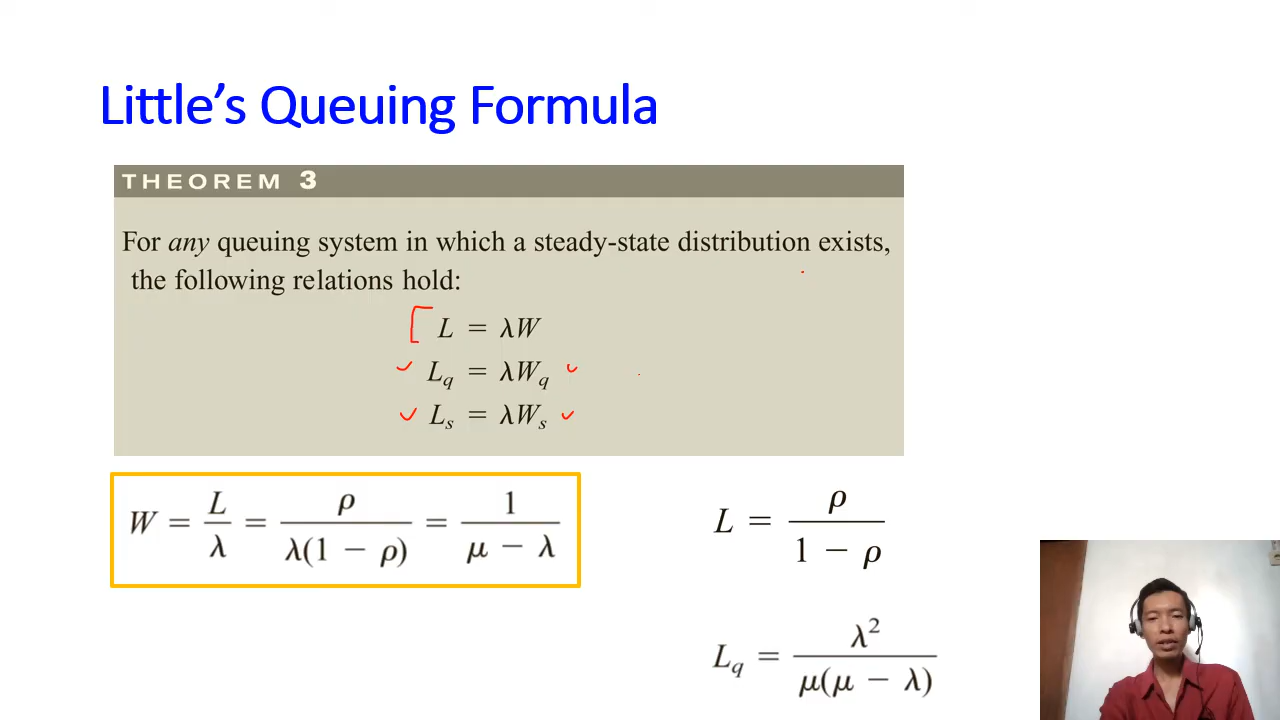 Little's Queuing Formula
THEOREM 3
For any queuing system in which a steady-state distribution exists,
the following relations hold:
L = λW
L_q = λW_q
L_s = λW_s
W = L/λ = ρ/(λ(1 − ρ)) = 1/(μ − λ)
L = ρ/(1 − ρ)
L_q = λ²/(μ(μ − λ))